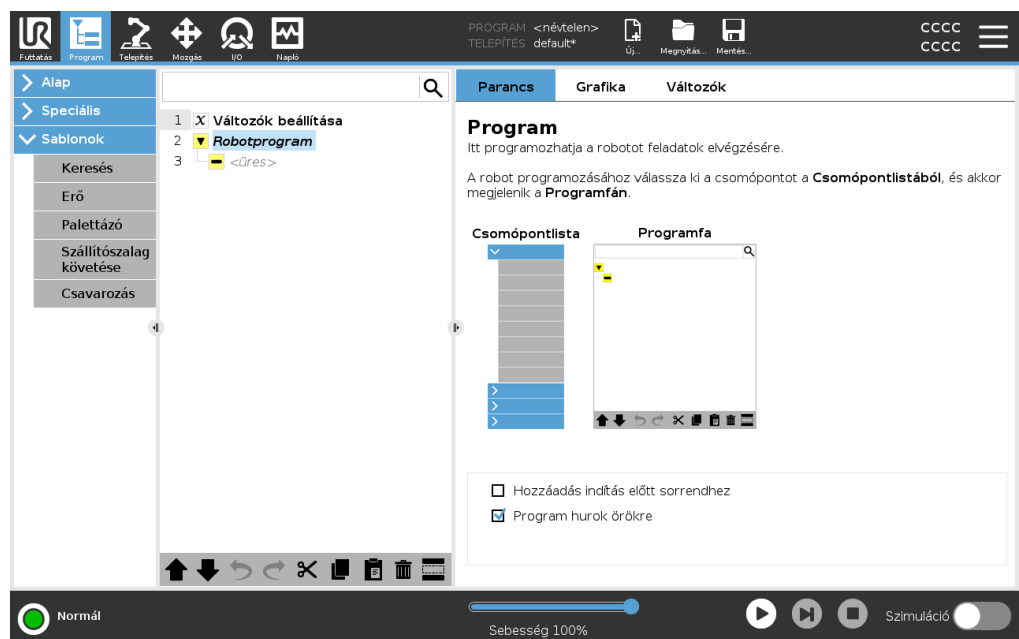 UR
Futtatás
Program
Telepítés
Mozgás
I/O
Napló
PROGRAM <névtelen>
TELEPÍTÉS default*
Új...
Megnyitás...
Mentés...
cccc
cccc
Alap
Speciális
Sablonok
Keresés
Erő
Palettázó
Szállítószalag
követése
Csavarozás
1 X Változók beállítása
2 Robotprogram
3 <üres>
Parancs
Grafika
Változók
Program
Itt programozhatja a robotot feladatok elvégzésére.
A robot programozásához válassza ki a csomópontot a Csomópontlistából, és akkor
megjelenik a Programfán.
Csomópontlista
Programfa
Hozzáadás indítás előtt sorrendhez
Program hurok örökre
Normál
Sebesség 100%
Szimuláció